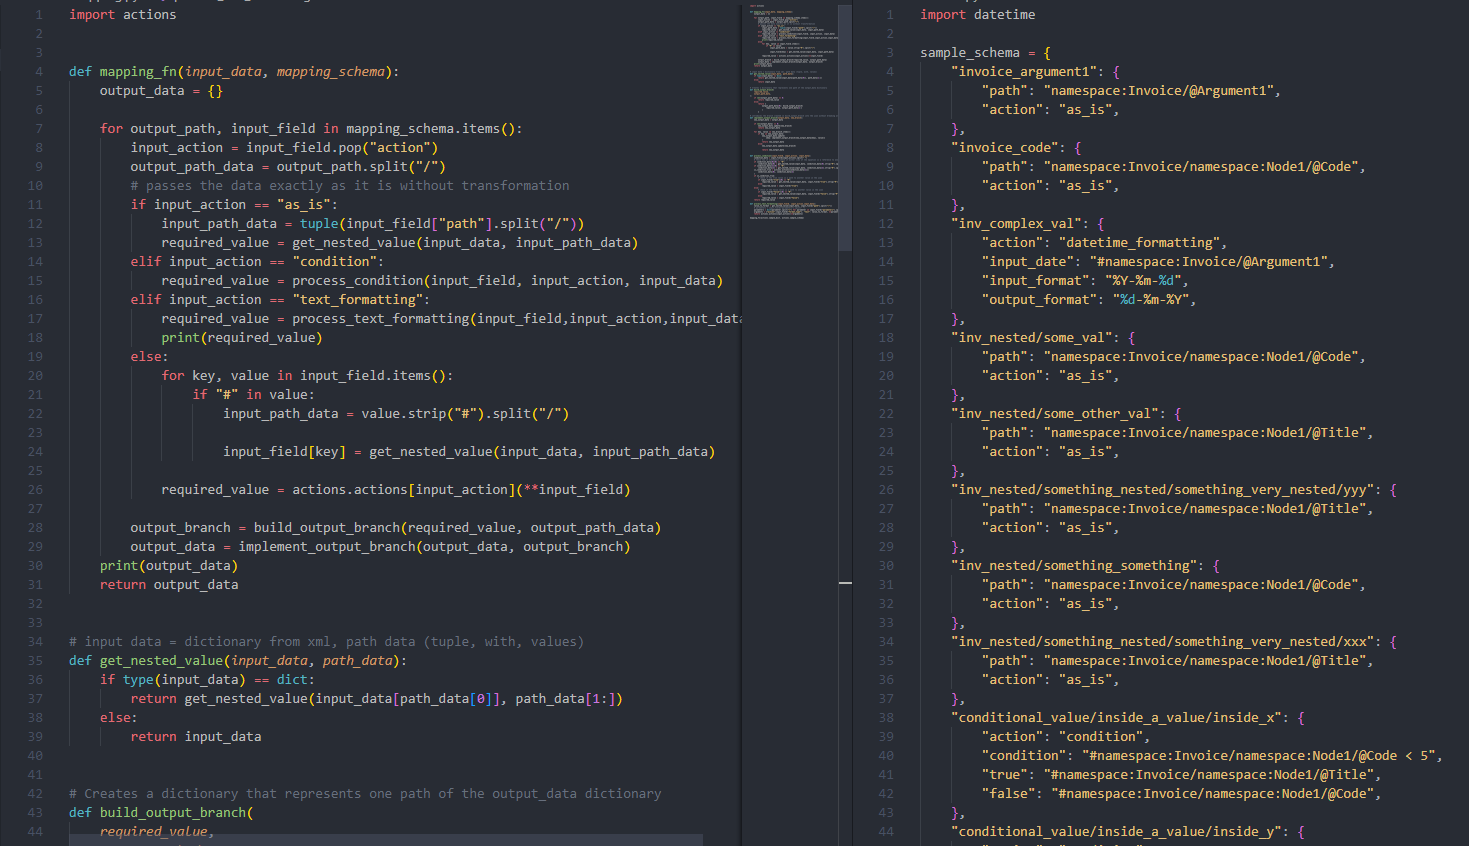 1 import actions
2
3
4 def mapping_fn(input_data, mapping_schema):
5     output_data = {}
6
7     for output_path, input_field in mapping_schema.items():
8         input_action = input_field.pop("action")
9         output_path_data = output_path.split("/")
10         # passes the data exactly as it is without transformation
11         if input_action == "as_is":
12             input_path_data = tuple(input_field["path"].split("/"))
13             required_value = get_nested_value(input_data, input_path_data)
14         elif input_action == "condition":
15             required_value = process_condition(input_field, input_action, input_data)
16         elif input_action == "text_formatting":
17             required_value = process_text_formatting(input_field,input_action,input_data
18             print(required_value)
19         else:
20             for key, value in input_field.items():
21                 if "#" in value:
22                     input_path_data = value.strip("#").split("/")
23
24                     input_field[key] = get_nested_value(input_data, input_path_data)
25
26             required_value = actions.actions[input_action](**input_field)
27
28         output_branch = build_output_branch(required_value, output_path_data)
29         output_data = implement_output_branch(output_data, output_branch)
30     print(output_data)
31     return output_data
32
33
34 # input data = dictionary from xml, path data (tuple, with, values)
35 def get_nested_value(input_data, path_data):
36     if type(input_data) == dict:
37         return get_nested_value(input_data[path_data[0]], path_data[1:])
38     else:
39         return input_data
40
41
42 # Creates a dictionary that represents one path of the output_data dictionary
43 def build_output_branch(
44     required_value,
1 import datetime
2
3 sample_schema = {
4     "invoice_argument1": {
5         "path": "namespace:Invoice/@Argument1",
6         "action": "as_is",
7     },
8     "invoice_code": {
9         "path": "namespace:Invoice/namespace:Node1/@Code",
10         "action": "as_is",
11     },
12     "inv_complex_val": {
13         "action": "datetime_formatting",
14         "input_date": "#namespace:Invoice/@Argument1",
15         "input_format": "%Y-%m-%d",
16         "output_format": "%d-%m-%Y",
17     },
18     "inv_nested/some_val": {
19         "path": "namespace:Invoice/namespace:Node1/@Code",
20         "action": "as_is",
21     },
22     "inv_nested/some_other_val": {
23         "path": "namespace:Invoice/namespace:Node1/@Title",
24         "action": "as_is",
25     },
26     "inv_nested/something_nested/something_very_nested/yyy": {
27         "path": "namespace:Invoice/namespace:Node1/@Title",
28         "action": "as_is",
29     },
30     "inv_nested/something_something": {
31         "path": "namespace:Invoice/namespace:Node1/@Code",
32         "action": "as_is",
33     },
34     "inv_nested/something_nested/something_very_nested/xxx": {
35         "path": "namespace:Invoice/namespace:Node1/@Title",
36         "action": "as_is",
37     },
38     "conditional_value/inside_a_value/inside_x": {
39         "action": "condition",
40         "condition": "#namespace:Invoice/namespace:Node1/@Code < 5",
41         "true": "#namespace:Invoice/namespace:Node1/@Title",
42         "false": "#namespace:Invoice/namespace:Node1/@Code",
43     },
44     "conditional_value/inside_a_value/inside_y": {